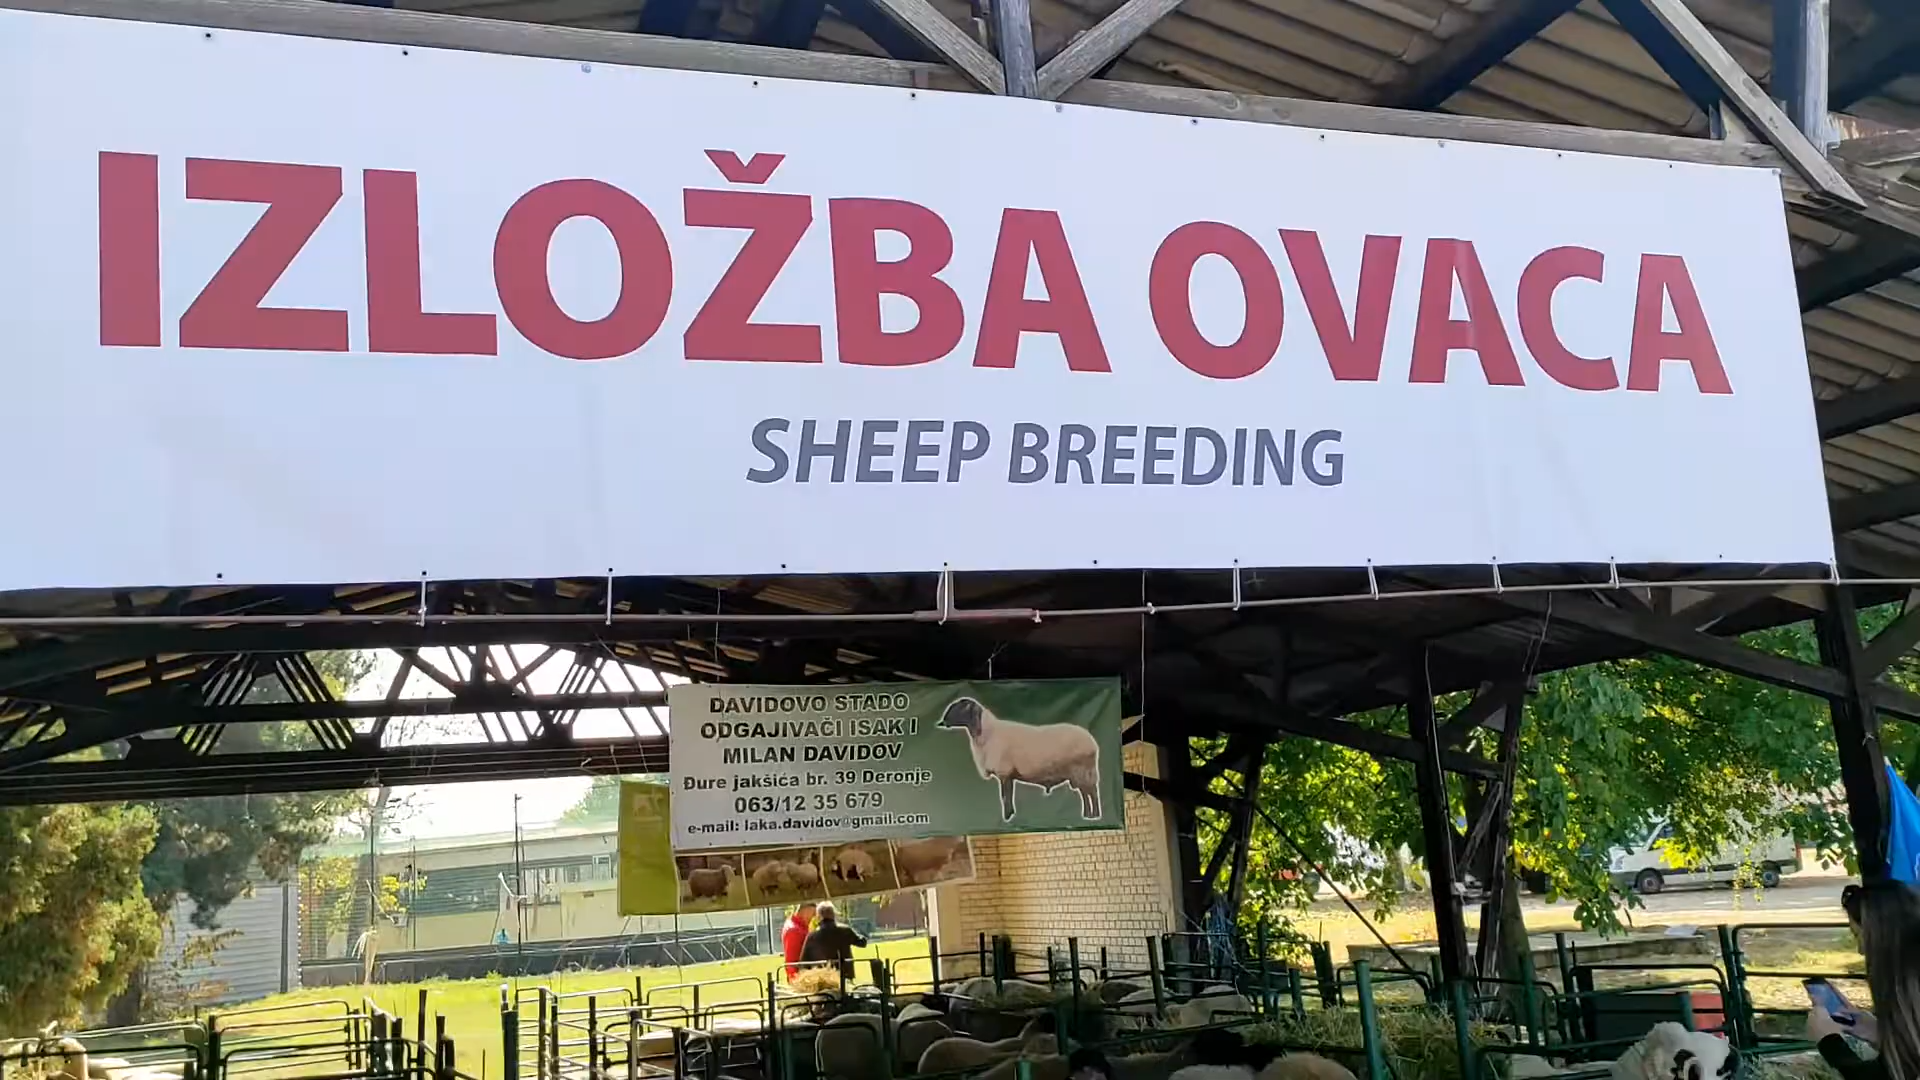 IZLOŽBA OVACA
SHEEP BREEDING
DAVIDOVO STADO
ODGAJIVAČI ISAK I
MILAN DAVIDOV
Đure jakšića br. 39 Deronje
063/12 35 679
e-mail: laka.davidov@gmail.com